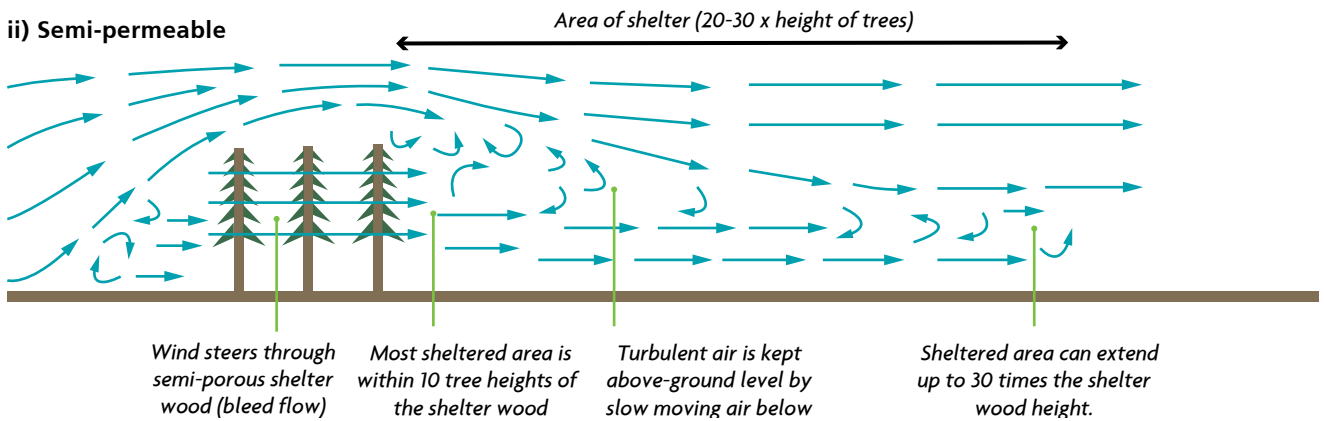 ii) Semi-permeable
Area of shelter (20-30 x height of trees)
Wind steers through
semi-porous shelter
wood (bleed flow)
Most sheltered area is
within 10 tree heights of
the shelter wood
Turbulent air is kept
above-ground level by
slow moving air below
Sheltered area can extend
up to 30 times the shelter
wood height.